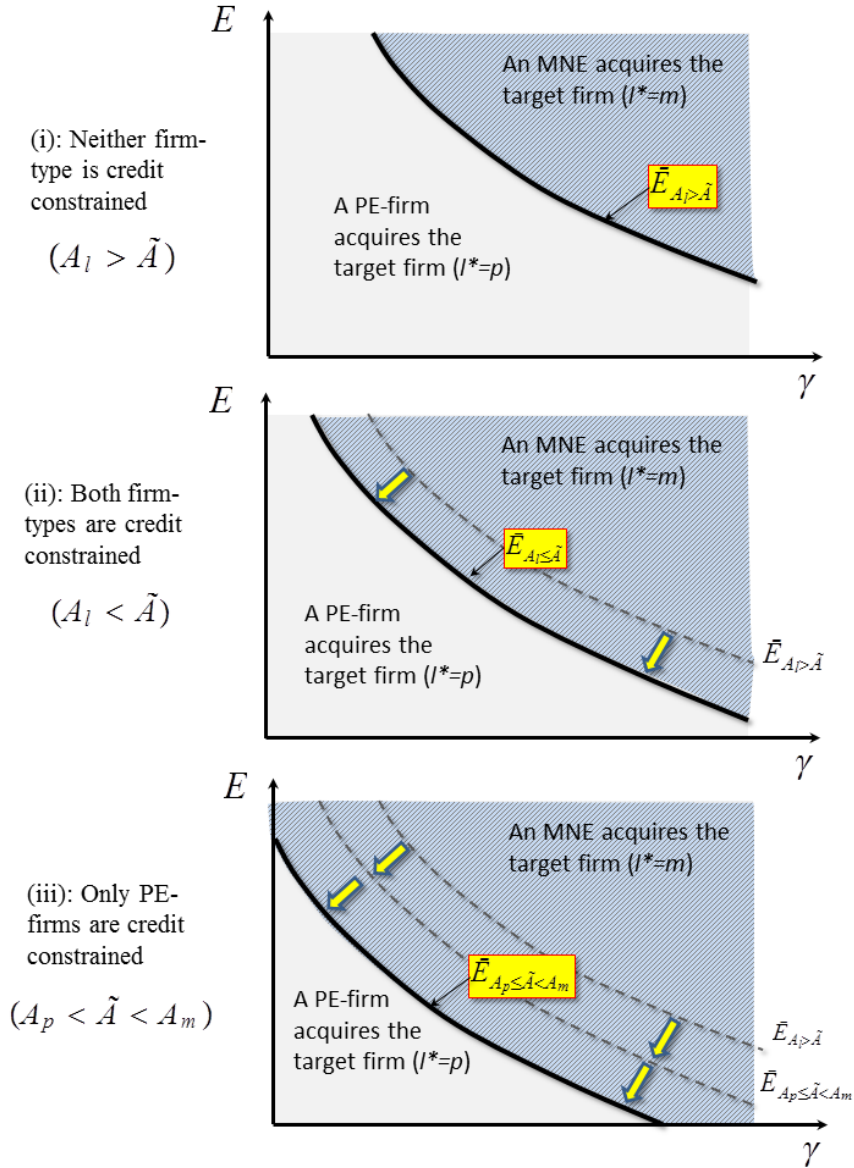 E
An MNE acquires the
target firm (l*=m)
(i): Neither firm-
type is credit
constrained
(A_l > Ã)
Ē_{A_l>Ã}
A PE-firm
acquires the
target firm (l*=p)
γ
E
An MNE acquires the
target firm (l*=m)
(ii): Both firm-
types are credit
constrained
(A_l < Ã)
Ē_{A_l≤Ã}
A PE-firm
acquires the
target firm (l*=p)
Ē_{A_l>Ã}
γ
E
An MNE acquires the
target firm (l*=m)
(iii): Only PE-
firms are credit
constrained
(A_p < Ã < A_m)
Ē_{A_p≤Ã<A_m}
A PE-firm
acquires the
target firm (l*=p)
Ē_{A_l>Ã}
Ē_{A_p≤Ã<A_m}
γ